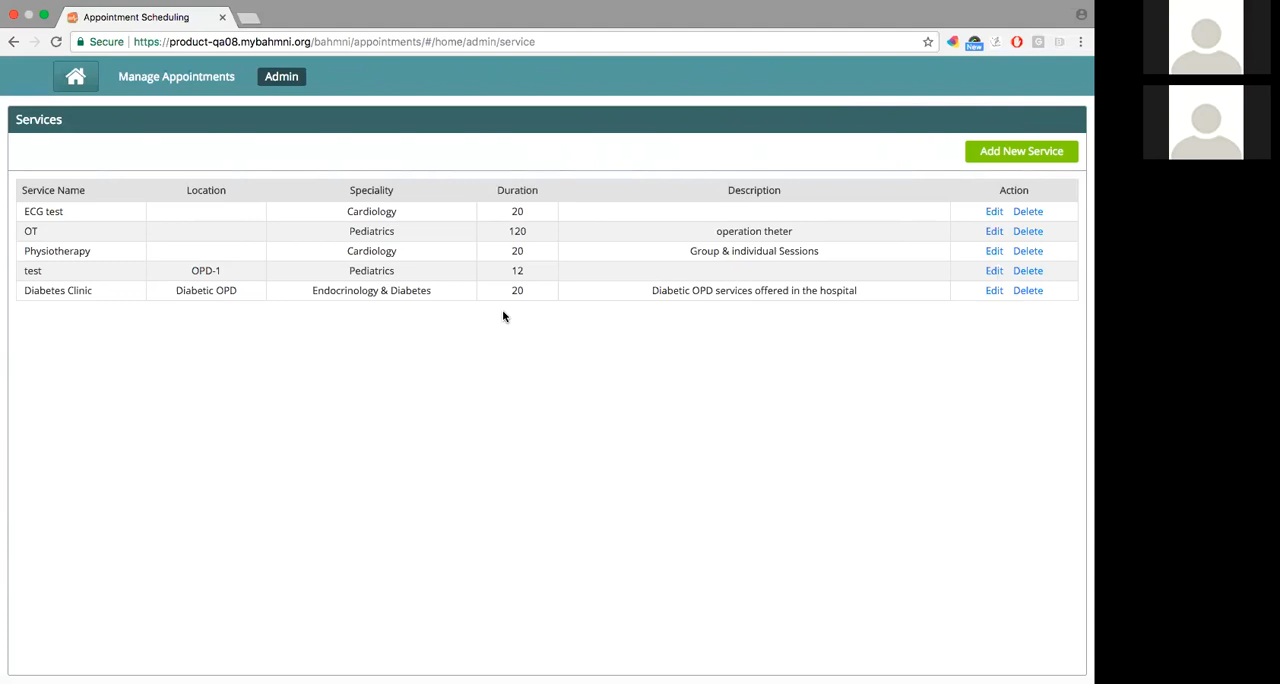 Appointment Scheduling
Secure https://product-qa08.mybahmni.org/bahmni/appointments/#/home/admin/service
New
Manage Appointments Admin
Services
Add New Service
Service Name Location Speciality Duration Description Action
ECG test Cardiology 20 Edit Delete
OT Pediatrics 120 operation theter Edit Delete
Physiotherapy Cardiology 20 Group & individual Sessions Edit Delete
test OPD-1 Pediatrics 12 Edit Delete
Diabetes Clinic Diabetic OPD Endocrinology & Diabetes 20 Diabetic OPD services offered in the hospital Edit Delete